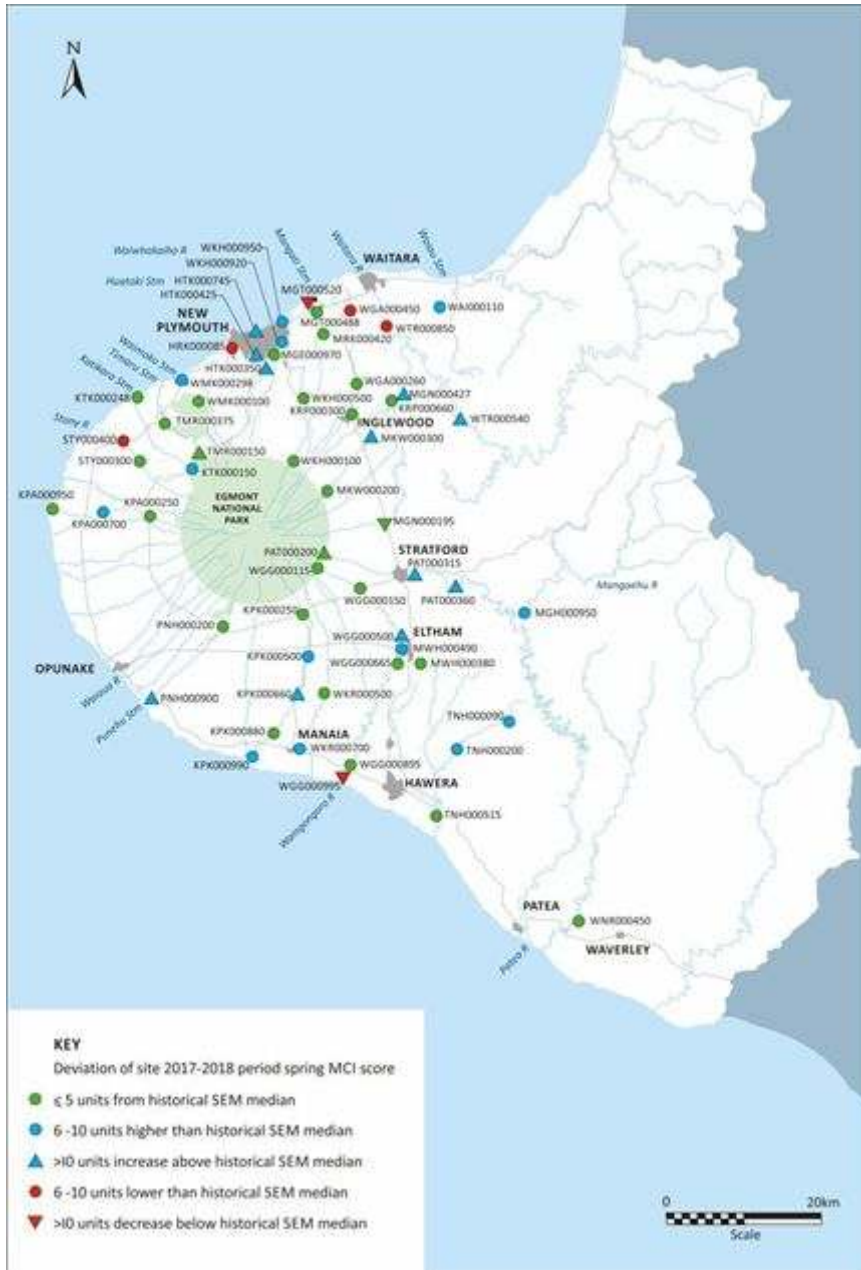 N
Waiwhakaiho R
WKH000950
Mangati Stm
Waitara R
WAITARA
Waiau Stm
WKH000920
Huatoki Stm
HTK000745
MGT000520
HTK000425
WGA000450
WAI000110
NEW
PLYMOUTH
MGT000488
WTR000850
HRK000085
MRK000420
MGE000970
HTK000350
Waimoku Stm
Timaru Stm
Katikara Stm
WMK000298
WGA000260
MGN000427
KTK000248
WMK000100
WKH000500
KRP000660
KRP000300
TMR000375
INGLEWOOD
WTR000540
Stony R
STY000400
MKW000300
TMR000150
STY000300
KTK000150
WKH000100
KPA000950
KPA000250
EGMONT
NATIONAL
PARK
MKW000200
KPA000700
MGN000195
PAT000200
STRATFORD
PAT000315
WGG000115
Mangaehu R
WGG000150
PAT000360
KPK000250
MGH000950
PNH000200
WGG000500
ELTHAM
MWH000490
KPK000500
WGG000665
MWH000380
OPUNAKE
Waiaua R
Punehu Stm
PNH000900
KPK000660
WKR000500
TNH000090
KPK000880
MANAIA
WKR000700
TNH000200
KPK000990
WGG000895
WGG000995
HAWERA
Waingongoro R
TNH000515
PATEA
WNR000450
Patea R
WAVERLEY
KEY
Deviation of site 2017-2018 period spring MCI score
⩽ 5 units from historical SEM median
6 -10 units higher than historical SEM median
>10 units increase above historical SEM median
6 -10 units lower than historical SEM median
>10 units decrease below historical SEM median
0 20km
Scale